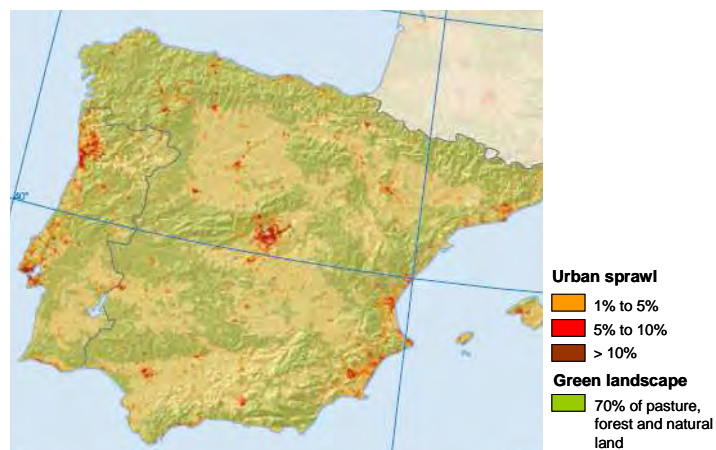 40°
Urban sprawl
1% to 5%
5% to 10%
> 10%
Green landscape
70% of pasture,
forest and natural
land